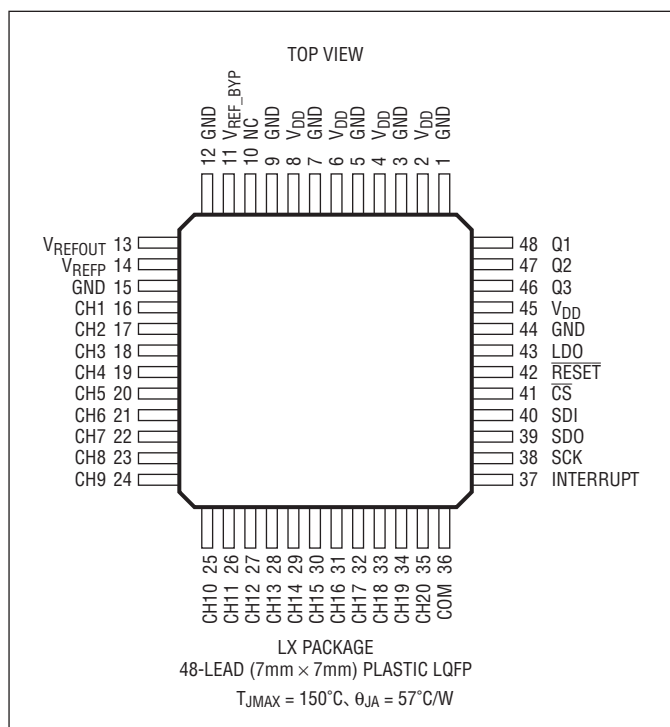 TOP VIEW
12 GND
11 VREF_BYP
10 NC
9 GND
8 VDD
7 GND
6 VDD
5 GND
4 VDD
3 GND
2 VDD
1 GND
VREFOUT 13
VREFP 14
GND 15
CH1 16
CH2 17
CH3 18
CH4 19
CH5 20
CH6 21
CH7 22
CH8 23
CH9 24
48 Q1
47 Q2
46 Q3
45 VDD
44 GND
43 LDO
42 RESET
41 CS
40 SDI
39 SDO
38 SCK
37 INTERRUPT
CH10 25
CH11 26
CH12 27
CH13 28
CH14 29
CH15 30
CH16 31
CH17 32
CH18 33
CH19 34
CH20 35
COM 36
LX PACKAGE
48-LEAD (7mm × 7mm) PLASTIC LQFP
TJMAX = 150°C、θJA = 57°C/W